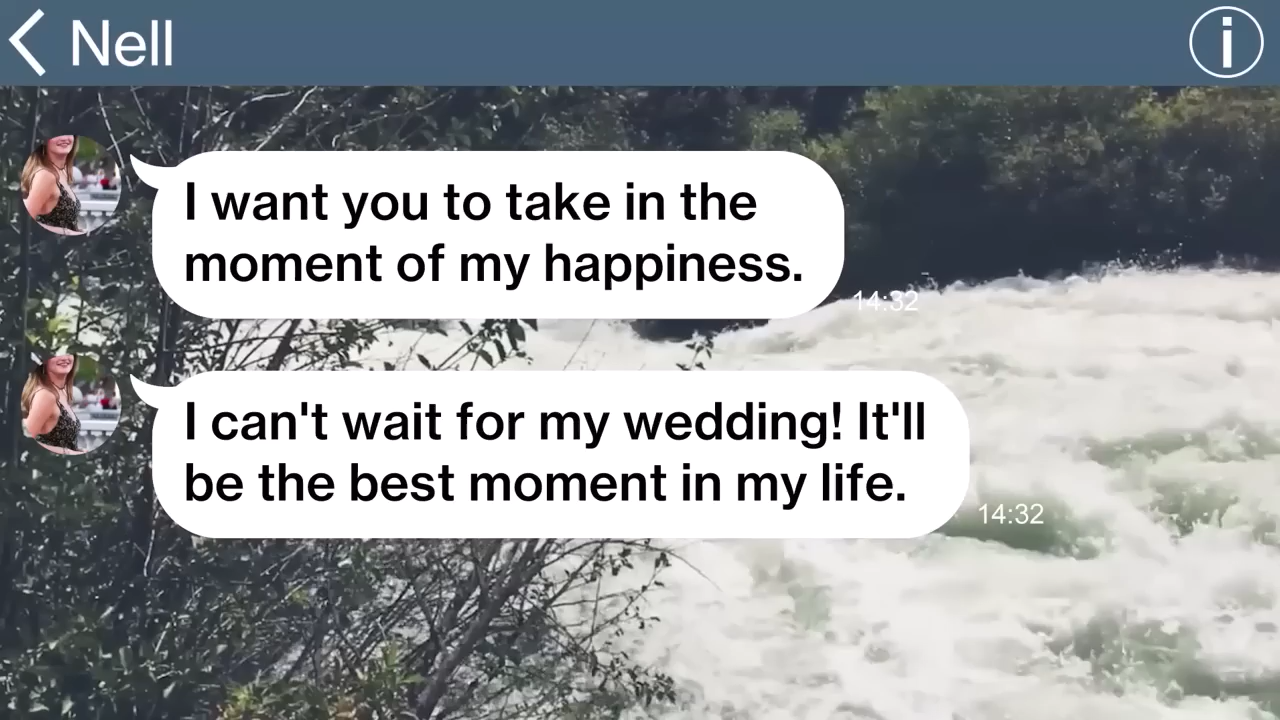 Nell
I want you to take in the
moment of my happiness.
14:32
I can't wait for my wedding! It'll
be the best moment in my life.
14:32